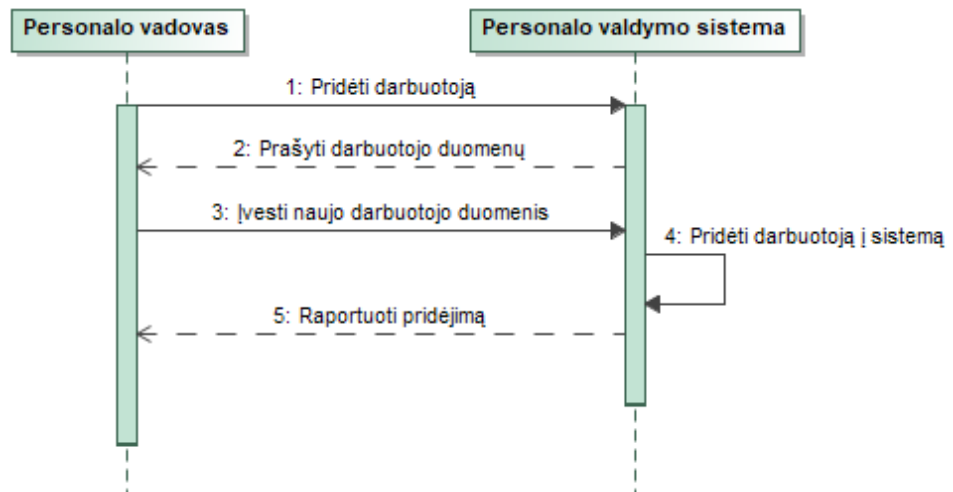 Personalo vadovas
Personalo valdymo sistema
1: Pridėti darbuotoją
2: Prašyti darbuotojo duomenų
3: Įvesti naujo darbuotojo duomenis
4: Pridėti darbuotoją į sistemą
5: Raportuoti pridėjimą